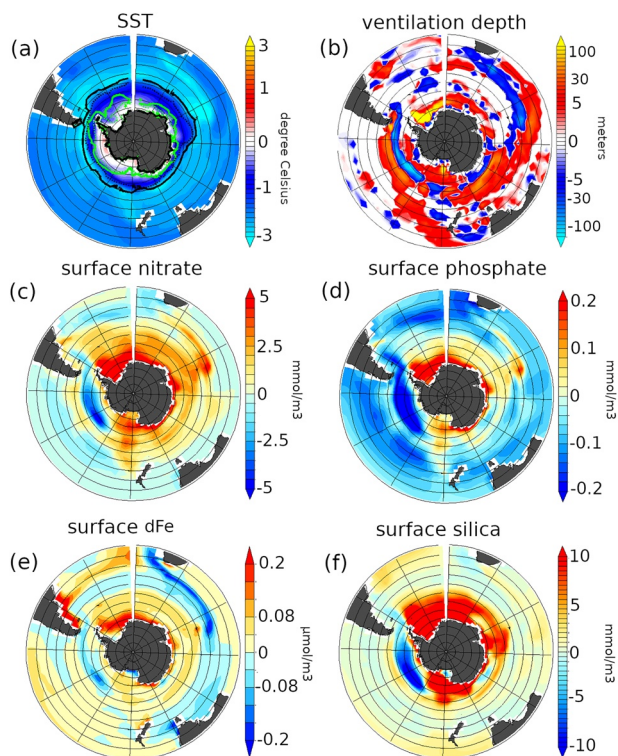 SST
ventilation depth
(a)
3
1
0
-1
-3
degree Celsius
(b)
100
30
5
0
-5
-30
-100
meters
surface nitrate
surface phosphate
(c)
5
2.5
0
-2.5
-5
mmol/m3
(d)
0.2
0.1
0
-0.1
-0.2
mmol/m3
surface dFe
surface silica
(e)
0.2
0.08
0
-0.08
-0.2
µmol/m3
(f)
10
5
0
-5
-10
mmol/m3